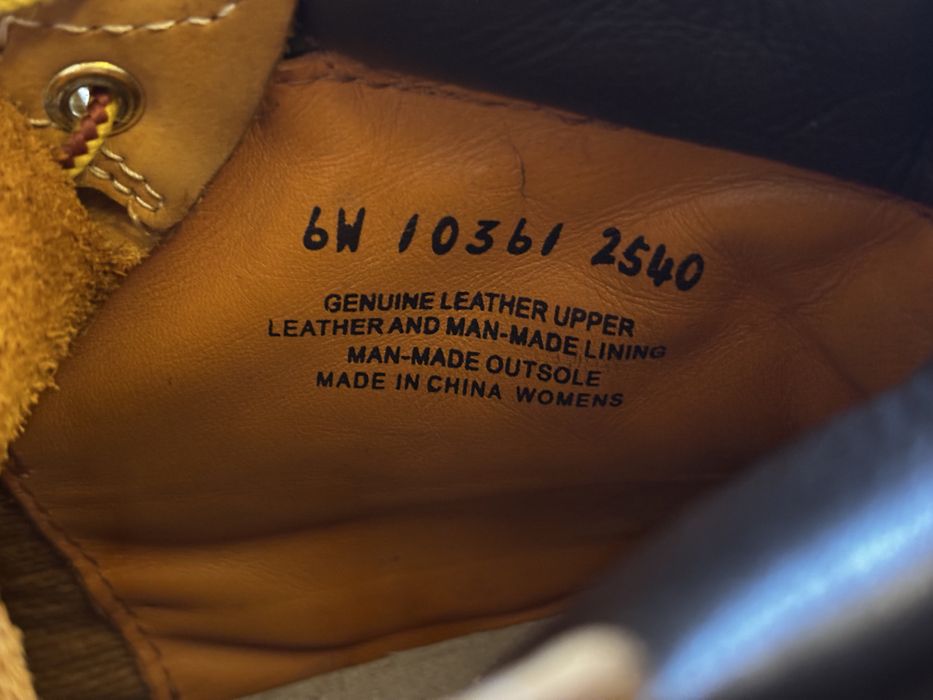 6W 10361 2540
GENUINE LEATHER UPPER
LEATHER AND MAN-MADE LINING
MAN-MADE OUTSOLE
MADE IN CHINA WOMENS